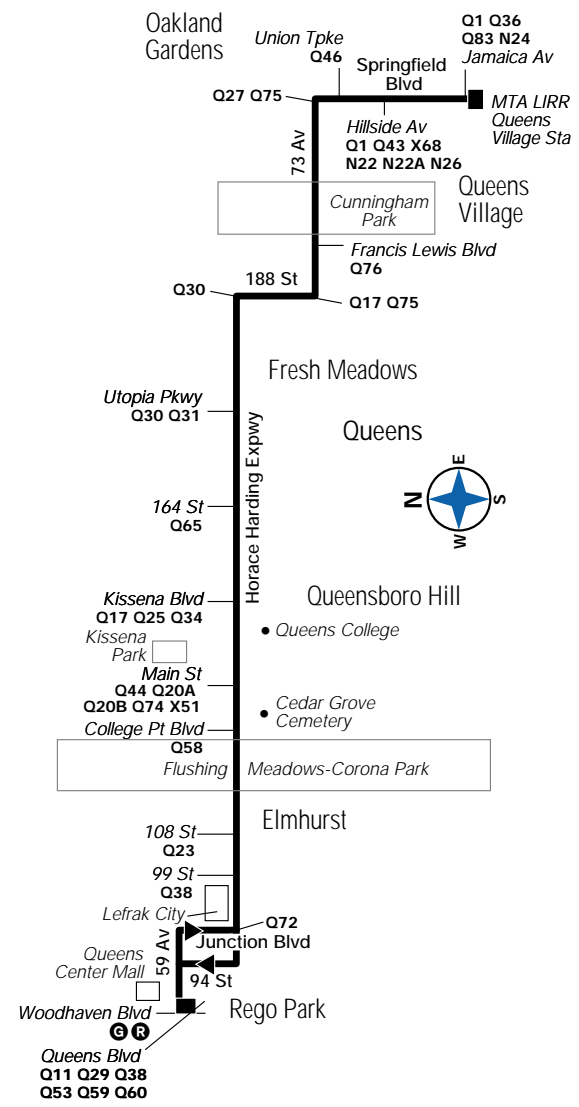 Oakland
Gardens
Union Tpke
Q46
Q1 Q36
Q83 N24
Jamaica Av
Springfield
Blvd
Q27 Q75
MTA LIRR
Queens
Village Sta
Hillside Av
Q1 Q43 X68
N22 N22A N26
73 Av
Queens
Village
Cunningham
Park
Francis Lewis Blvd
Q76
188 St
Q30
Q17 Q75
Fresh Meadows
Utopia Pkwy
Q30 Q31
Queens
Horace Harding Expwy
E
N
S
W
164 St
Q65
Kissena Blvd
Q17 Q25 Q34
Queensboro Hill
Queens College
Kissena
Park
Main St
Q44 Q20A
Q20B Q74 X51
Cedar Grove
Cemetery
College Pt Blvd
Q58
Flushing Meadows-Corona Park
Elmhurst
108 St
Q23
99 St
Q38
Lefrak City
Q72
Junction Blvd
59 Av
Queens
Center Mall
94 St
Woodhaven Blvd
G R
Rego Park
Queens Blvd
Q11 Q29 Q38
Q53 Q59 Q60